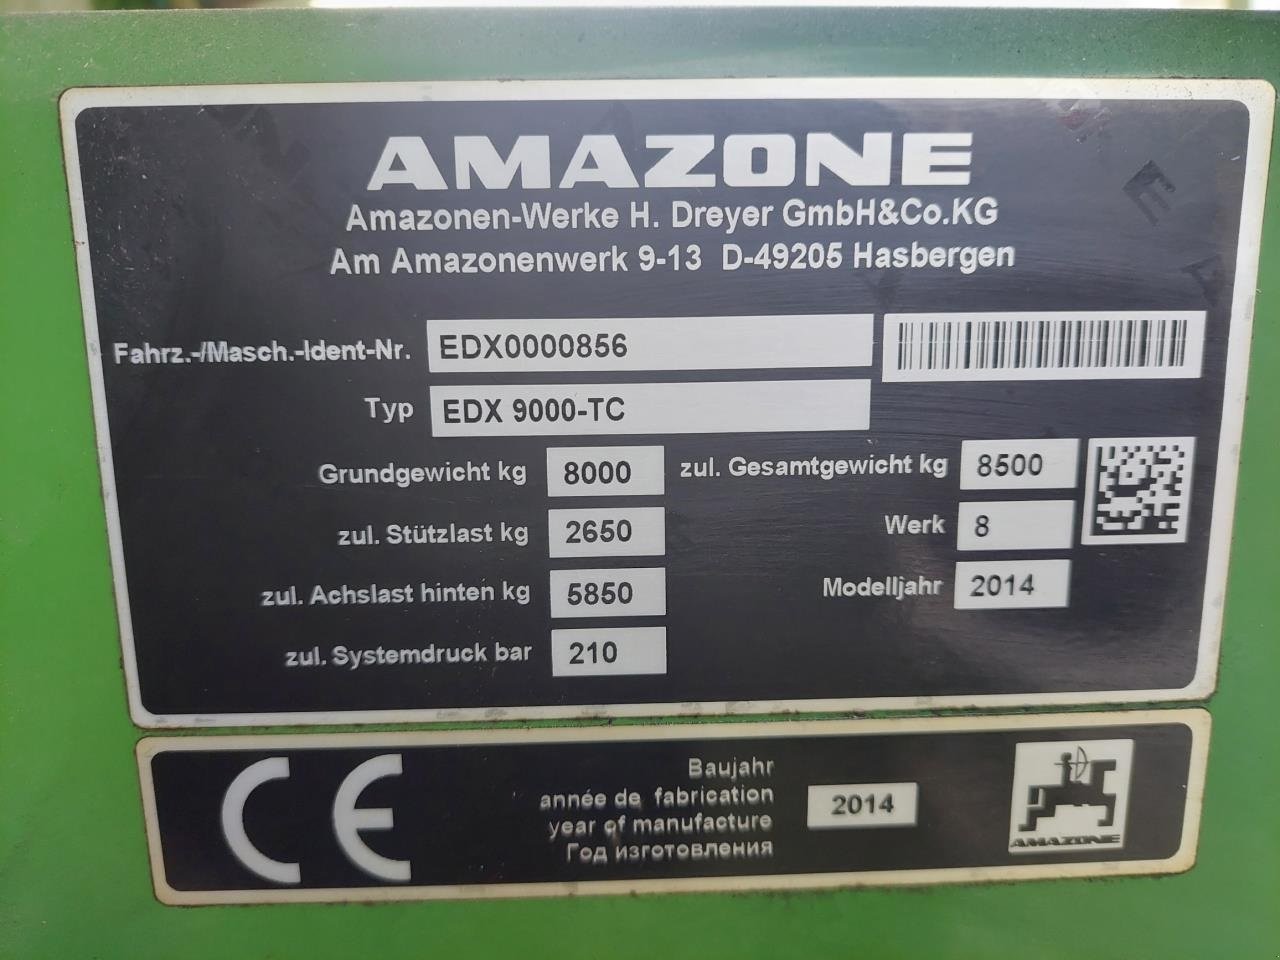 AMAZONE
Amazonen-Werke H. Dreyer GmbH&Co.KG
Am Amazonenwerk 9-13 D-49205 Hasbergen
Fahrz.-/Masch.-Ident-Nr. EDX0000856
Typ EDX 9000-TC
Grundgewicht kg 8000 zul. Gesamtgewicht kg 8500
zul. Stützlast kg 2650 Werk 8
zul. Achslast hinten kg 5850 Modelljahr 2014
zul. Systemdruck bar 210
CE
Baujahr
année de fabrication
year of manufacture
Год изготовления
2014
AMAZONE